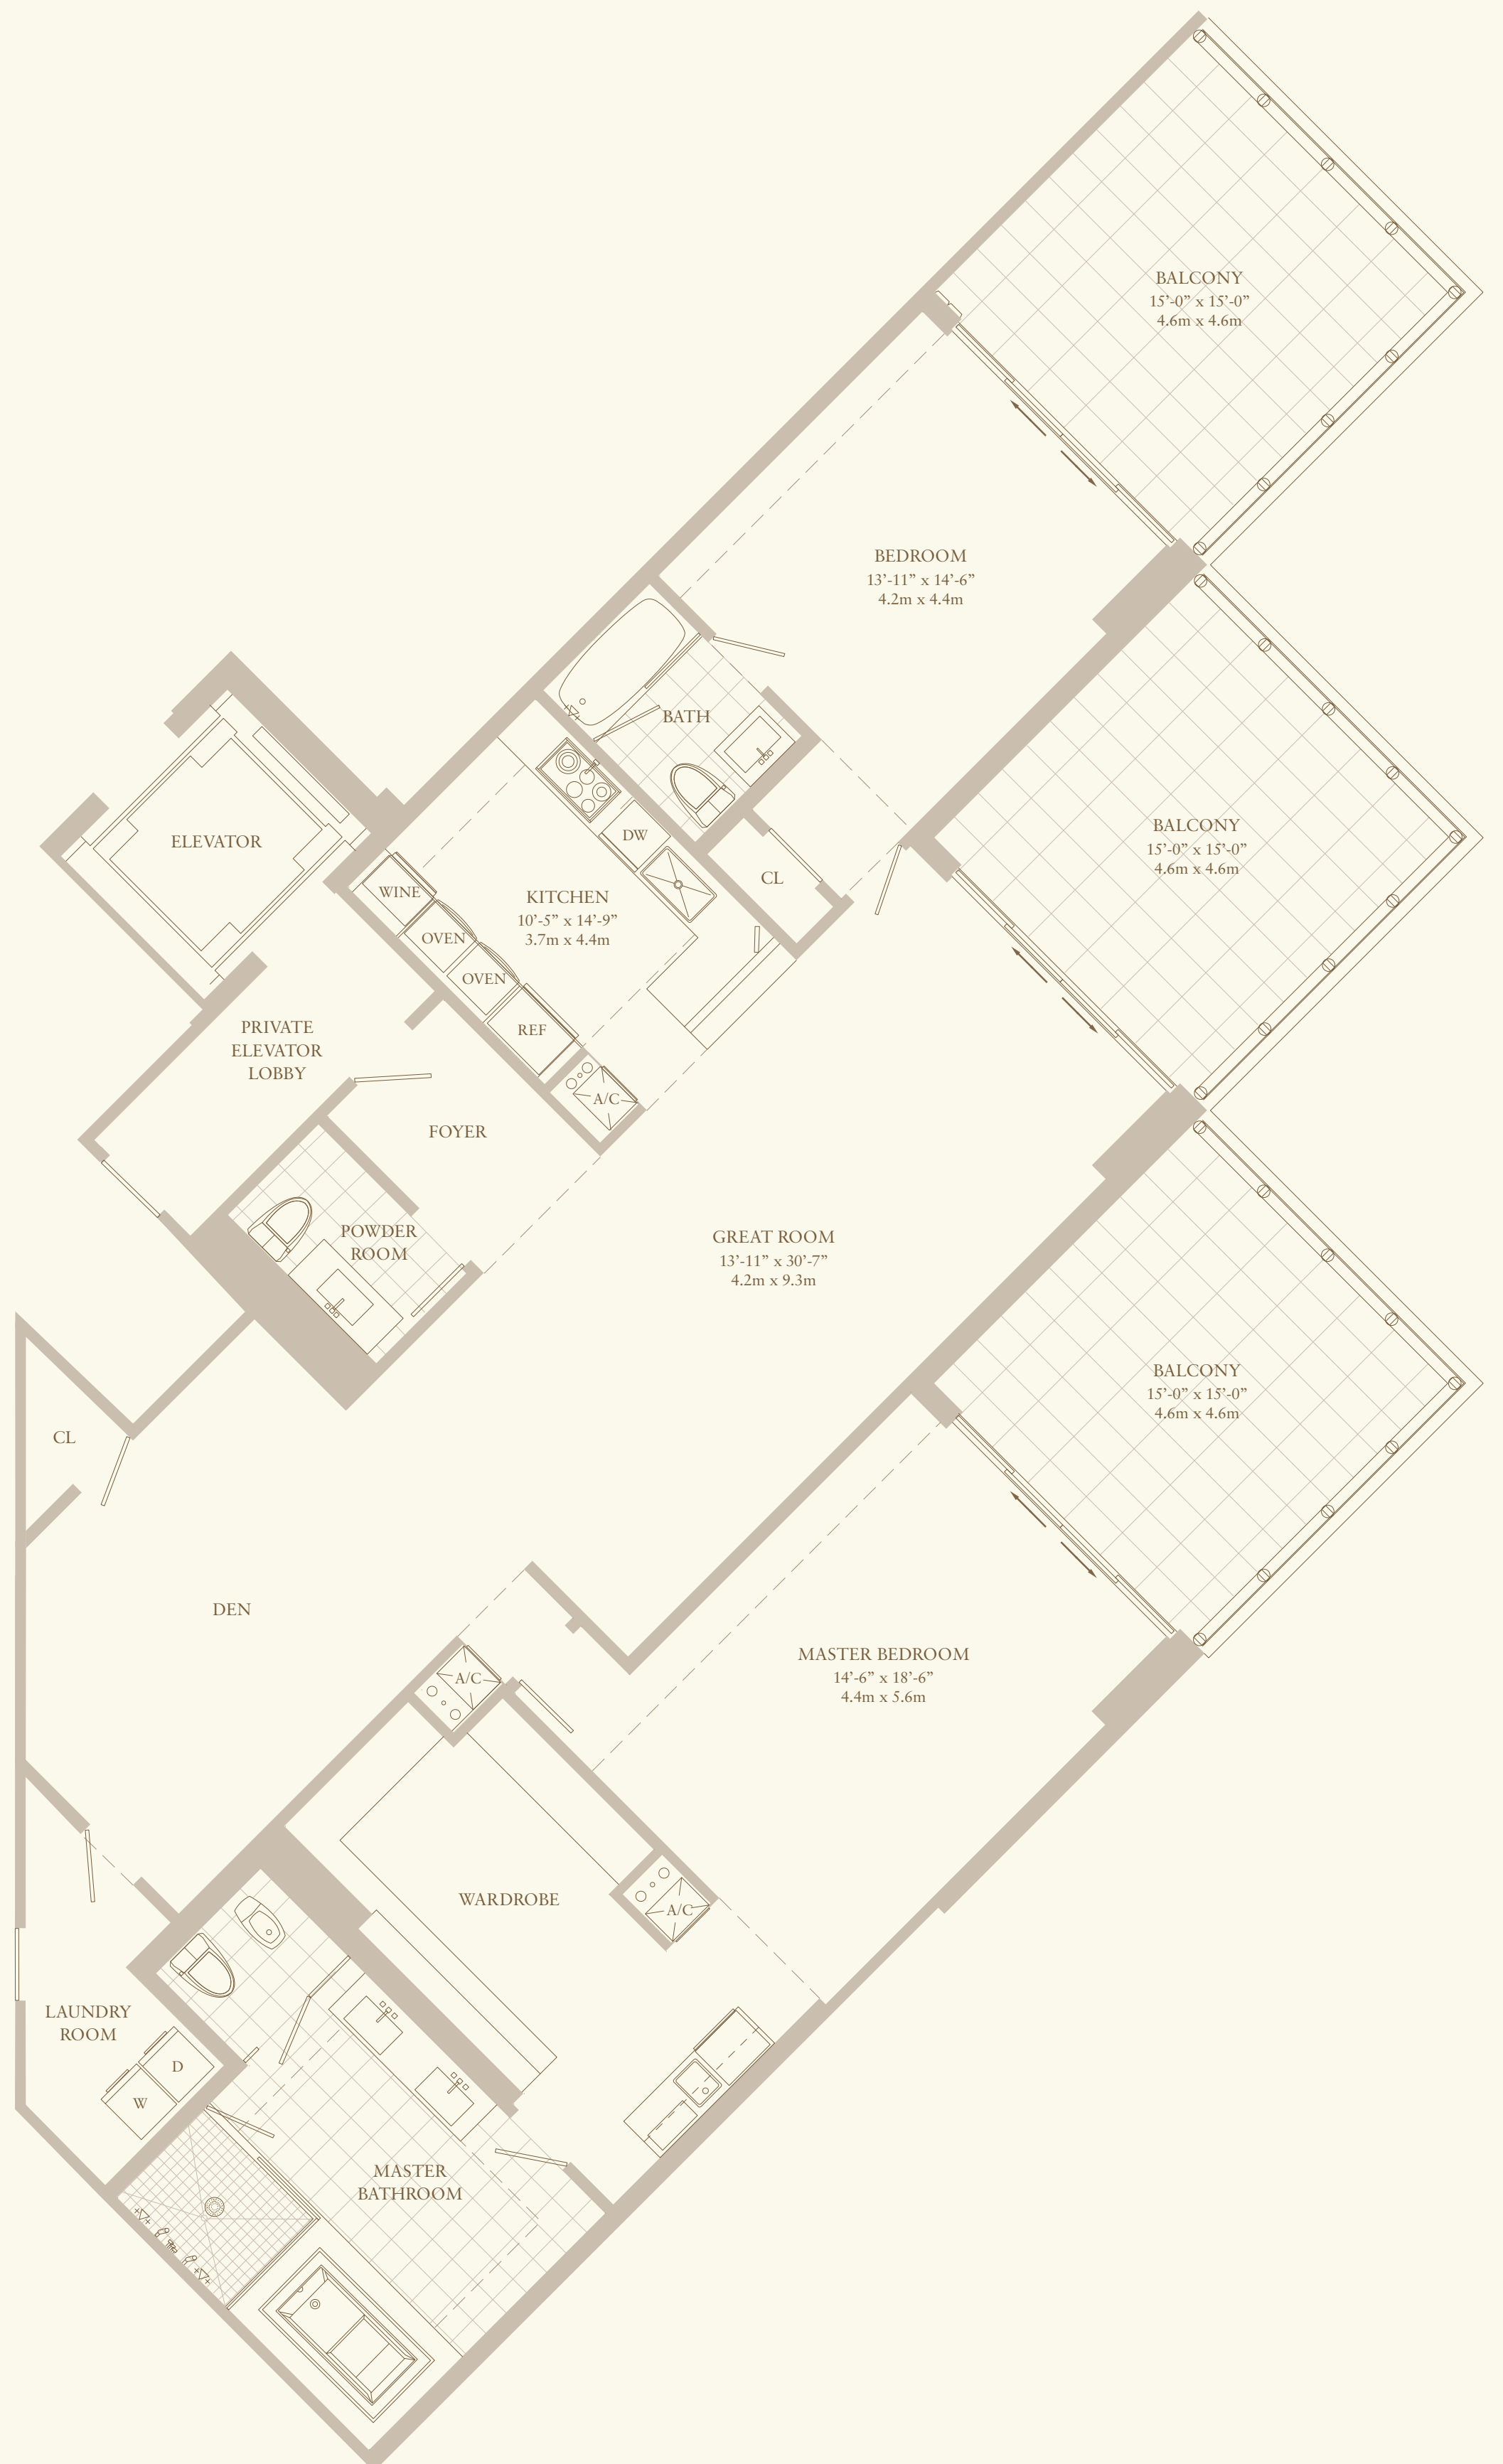 BALCONY
15’-0” x 15’-0”
4.6m x 4.6m
BEDROOM
13’-11” x 14’-6”
4.2m x 4.4m
BATH
ELEVATOR
DW
BALCONY
15’-0” x 15’-0”
4.6m x 4.6m
CL
WINE
KITCHEN
10’-5” x 14’-9”
3.7m x 4.4m
OVEN
OVEN
REF
PRIVATE
ELEVATOR
LOBBY
A/C
FOYER
POWDER
ROOM
GREAT ROOM
13’-11” x 30’-7”
4.2m x 9.3m
BALCONY
15’-0” x 15’-0”
4.6m x 4.6m
CL
DEN
MASTER BEDROOM
14’-6” x 18’-6”
4.4m x 5.6m
A/C
WARDROBE
A/C
LAUNDRY
ROOM
D
W
MASTER
BATHROOM